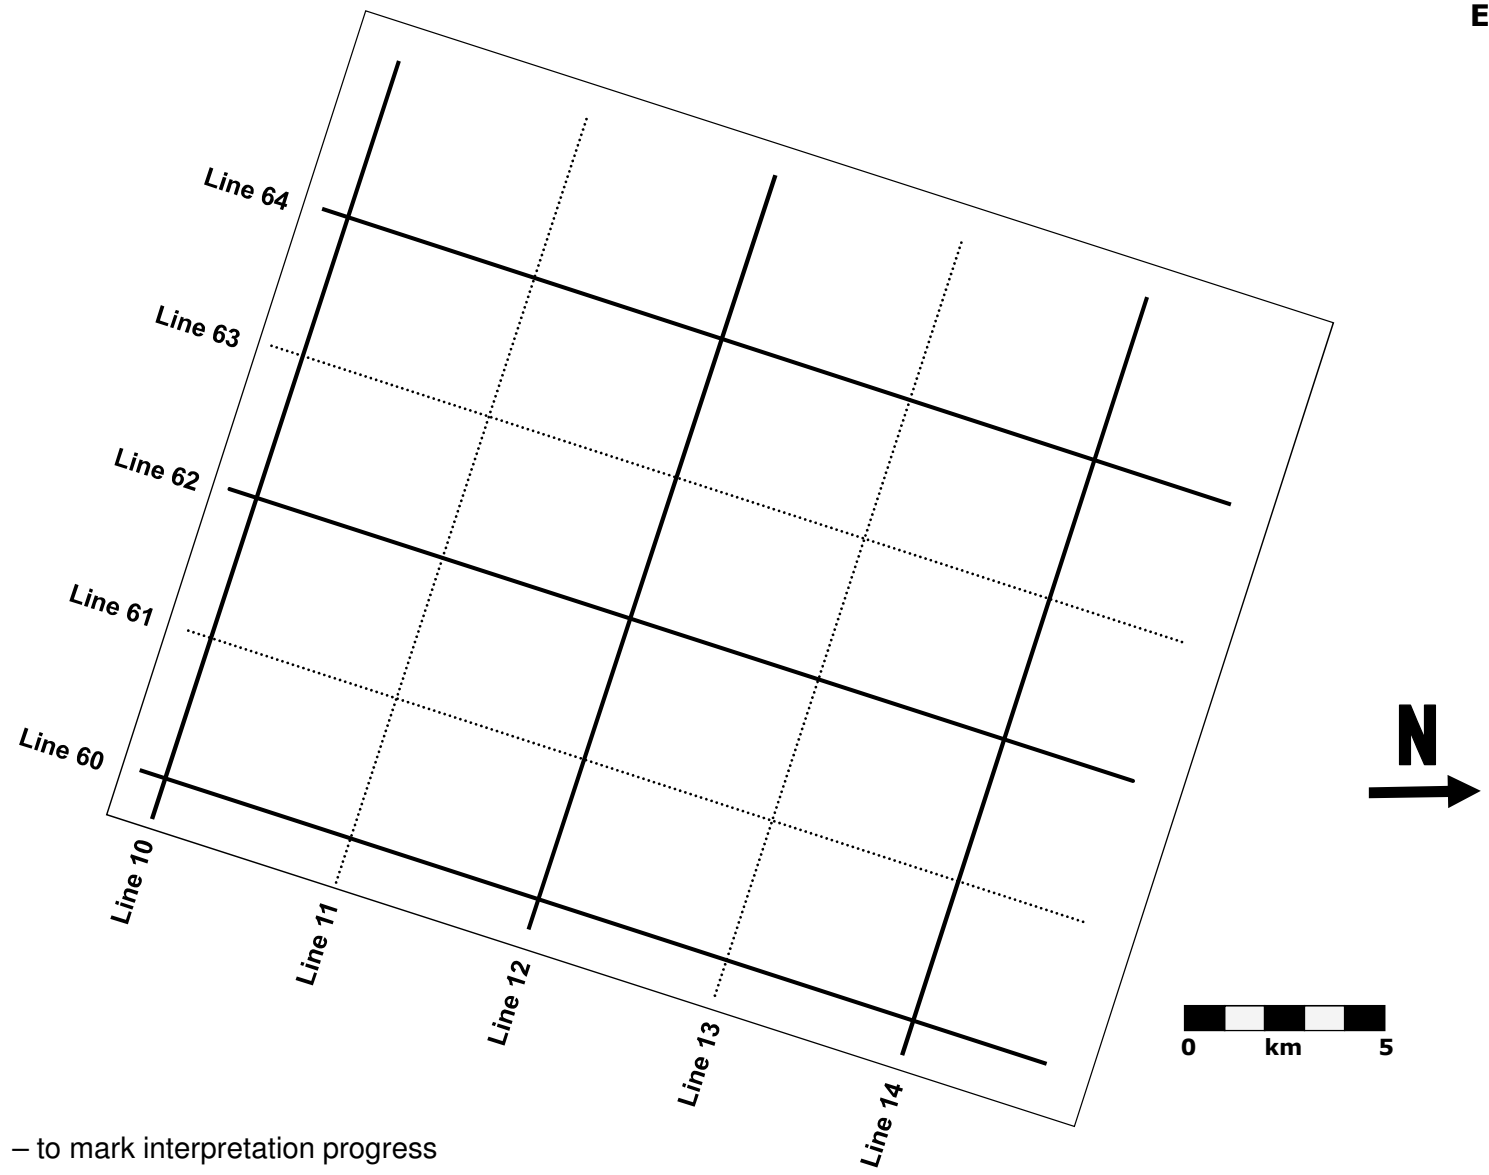 E
Line 64
Line 63
Line 62
Line 61
Line 60
N
0 km 5
Line 10
Line 11
Line 12
Line 13
Line 14
– to mark interpretation progress